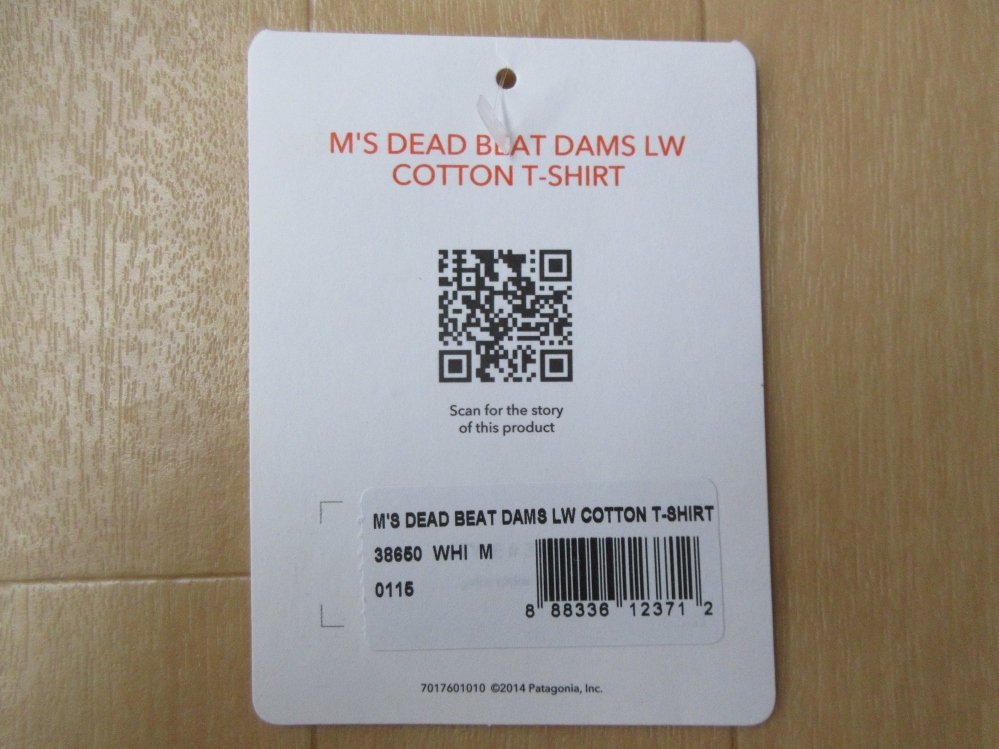 M'S DEAD BEAT DAMS LW
COTTON T-SHIRT
Scan for the story
of this product
M'S DEAD BEAT DAMS LW COTTON T-SHIRT
38650 WHI M
0115
8 88336 12371 2
7017601010 ©2014 Patagonia, Inc.